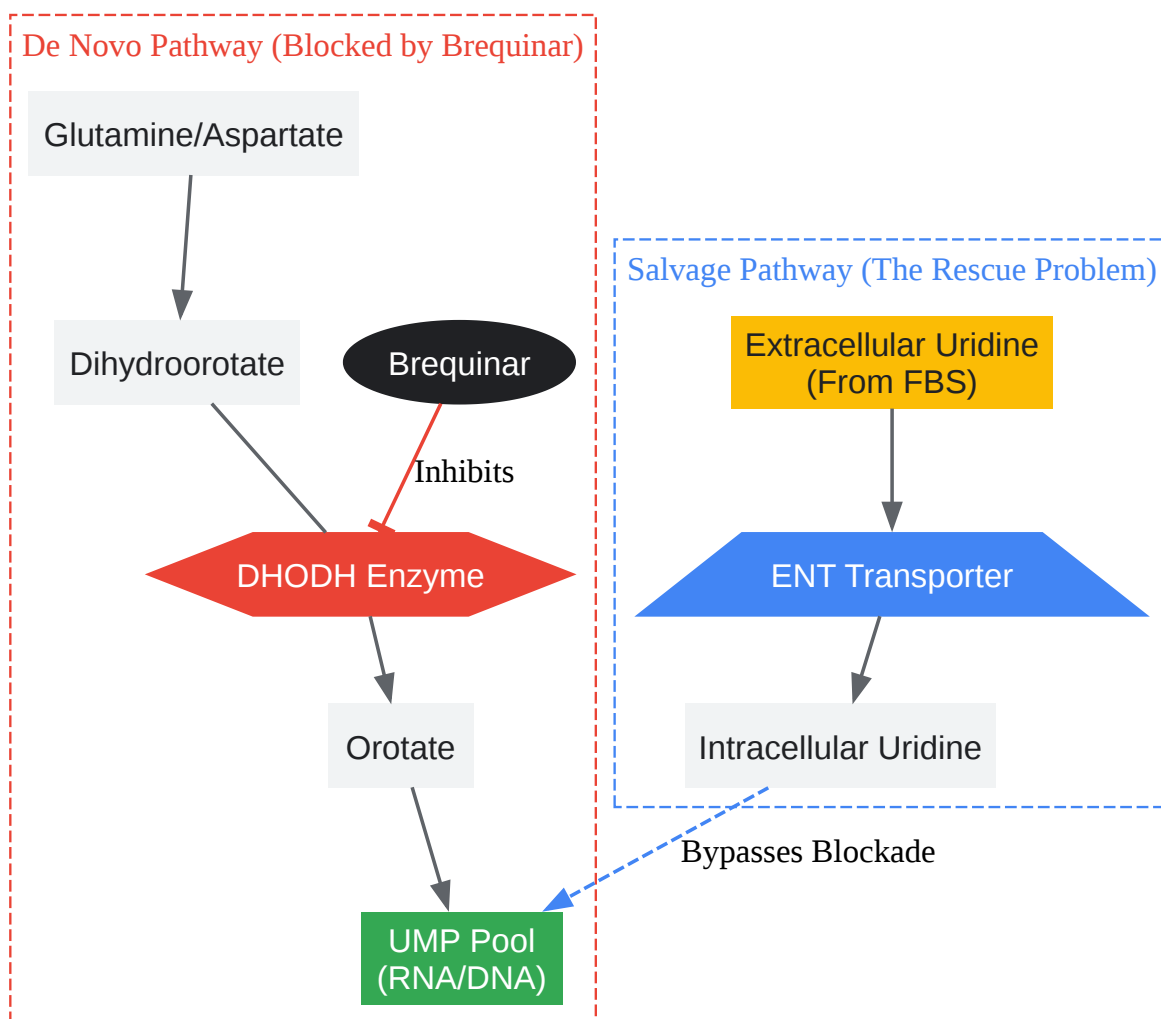 De Novo Pathway (Blocked by Brequinar)
Glutamine/Aspartate
Dihydroorotate
Brequinar
Inhibits
DHODH Enzyme
Orotate
UMP Pool
(RNA/DNA)
Salvage Pathway (The Rescue Problem)
Extracellular Uridine
(From FBS)
ENT Transporter
Intracellular Uridine
Bypasses Blockade